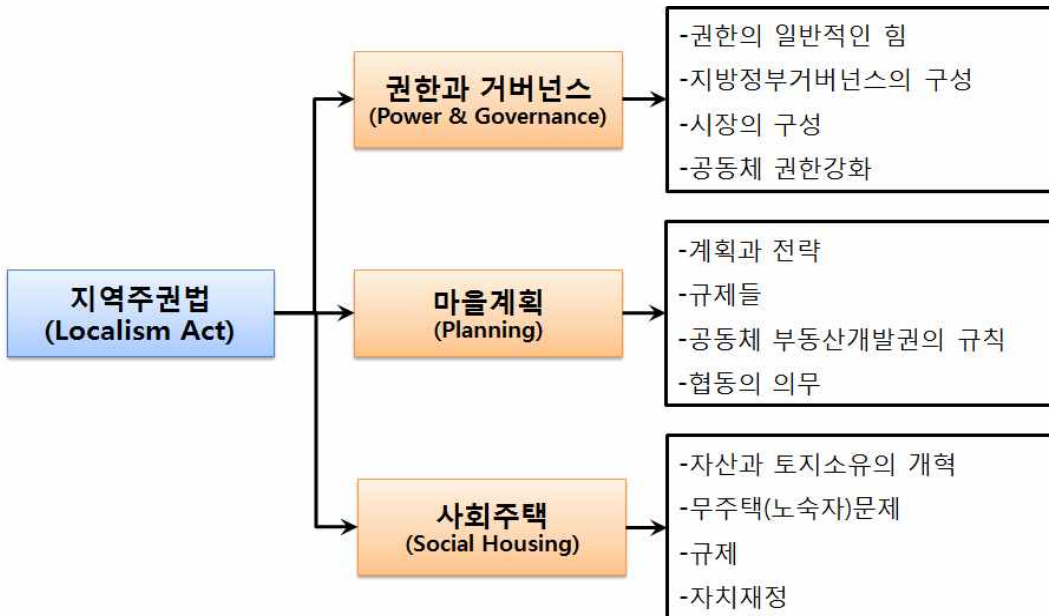 지역주권법
(Localism Act)
권한과 거버넌스
(Power & Governance)
-권한의 일반적인 힘
-지방정부거버넌스의 구성
-시장의 구성
-공동체 권한강화
마을계획
(Planning)
-계획과 전략
-규제들
-공동체 부동산개발권의 규칙
-협동의 의무
사회주택
(Social Housing)
-자산과 토지소유의 개혁
-무주택(노숙자)문제
-규제
-자치재정